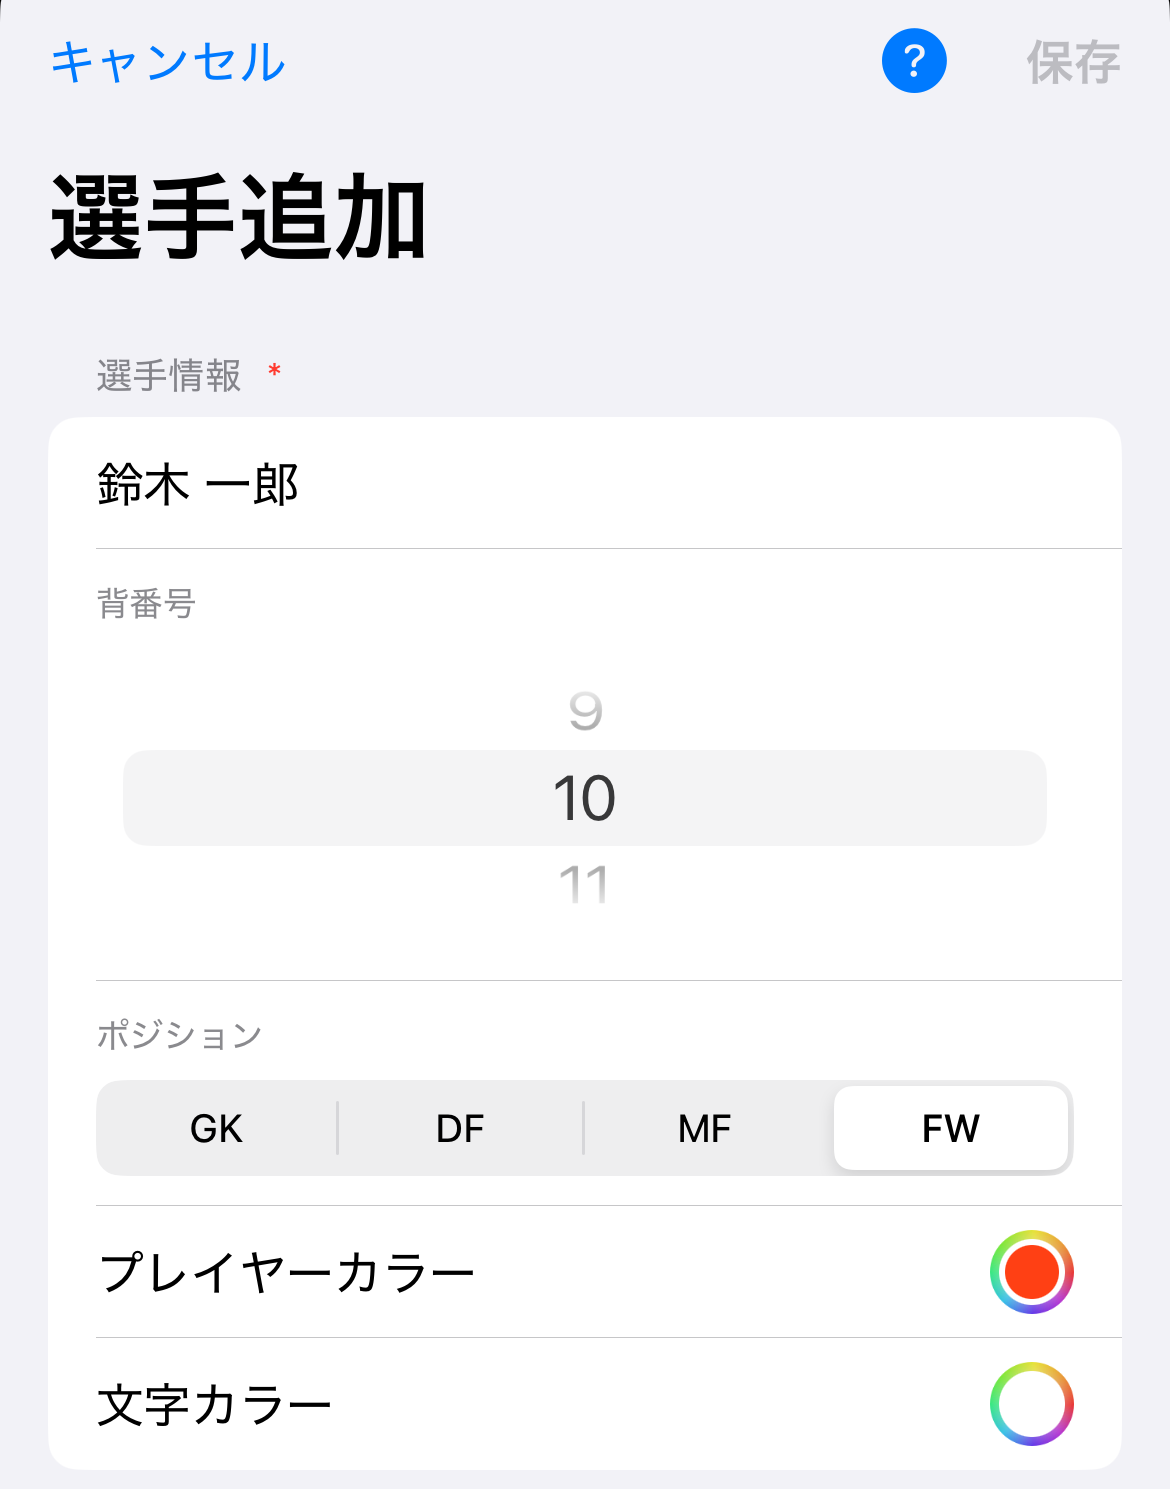 キャンセル ? 保存
選手追加
選手情報 *
鈴木 一郎
背番号
9
10
11
ポジション
GK DF MF FW
プレイヤーカラー
文字カラー